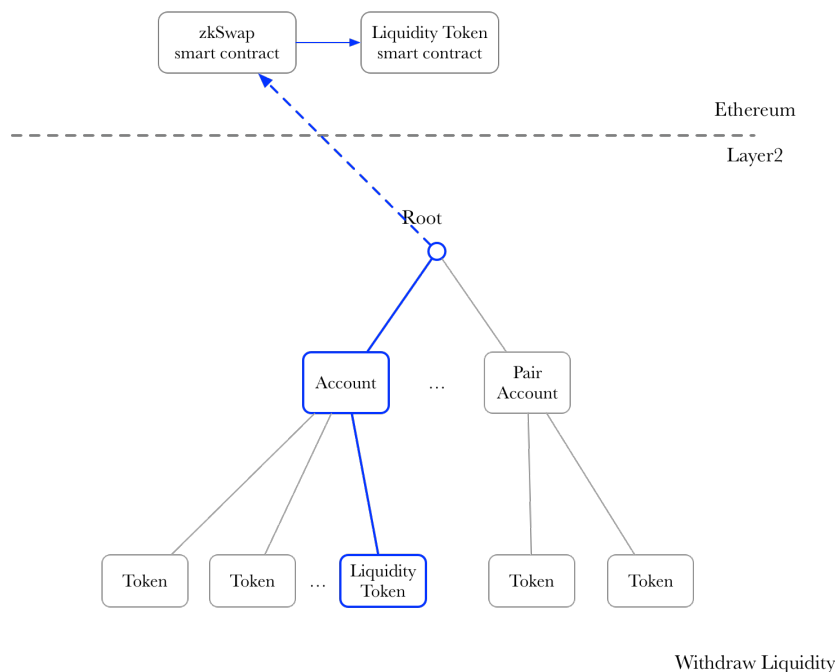 zkSwap
smart contract
Liquidity Token
smart contract
Ethereum
Layer2
Root
Account
...
Pair
Account
Token
Token
...
Liquidity
Token
Token
Token
Withdraw Liquidity